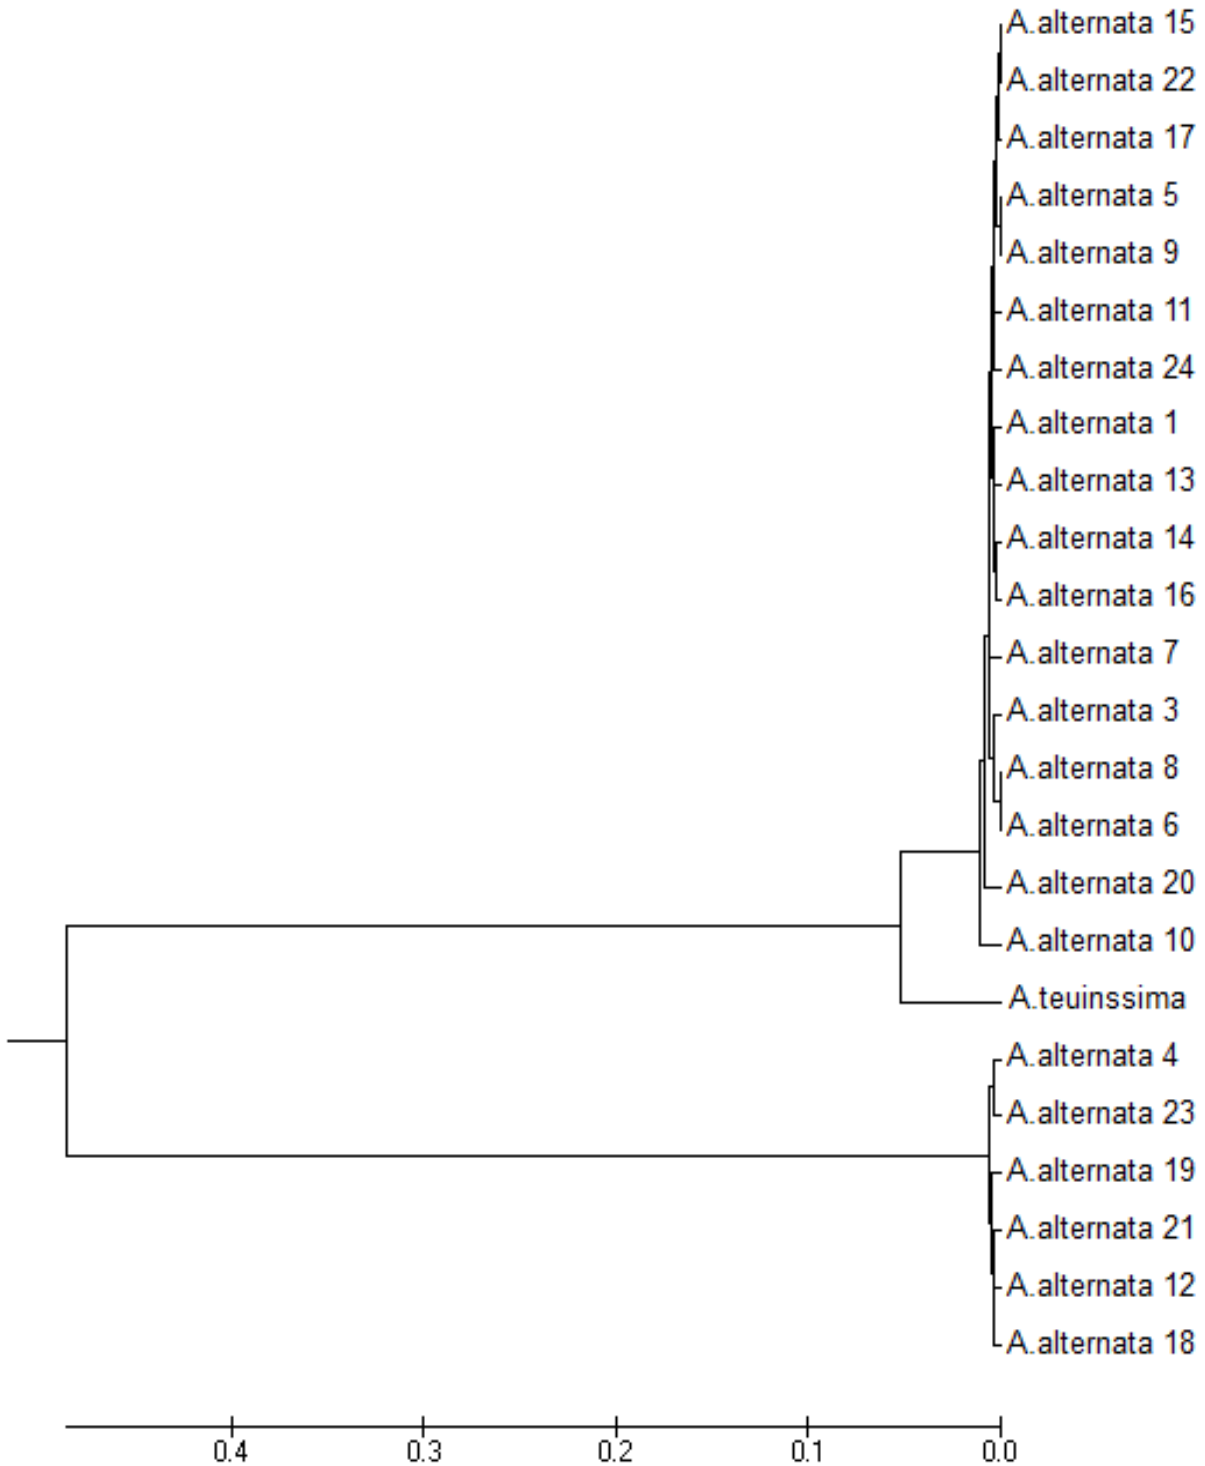 A.alternata 15
A.alternata 22
A.alternata 17
A.alternata 5
A.alternata 9
A.alternata 11
A.alternata 24
A.alternata 1
A.alternata 13
A.alternata 14
A.alternata 16
A.alternata 7
A.alternata 3
A.alternata 8
A.alternata 6
A.alternata 20
A.alternata 10
A.teuinssima
A.alternata 4
A.alternata 23
A.alternata 19
A.alternata 21
A.alternata 12
A.alternata 18
0.4 0.3 0.2 0.1 0.0